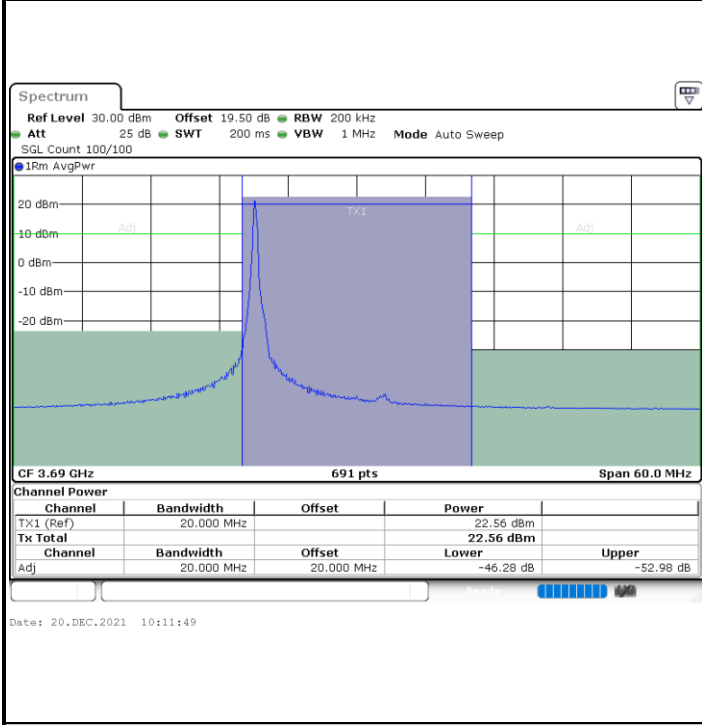 Spectrum
Ref Level 30.00 dBm Offset 19.50 dB RBW 200 kHz
Att 25 dB SWT 200 ms VBW 1 MHz Mode Auto Sweep
SGL Count 100/100
1Rm AvgPwr
20 dBm
TX1
Adj Adj
10 dBm
0 dBm
-10 dBm
-20 dBm
CF 3.69 GHz 691 pts Span 60.0 MHz
Channel Power
Channel Bandwidth Offset Power
TX1 (Ref) 20.000 MHz 22.56 dBm
Tx Total 22.56 dBm
Channel Bandwidth Offset Lower Upper
Adj 20.000 MHz 20.000 MHz -46.28 dB -52.98 dB
Ready
Date: 20.DEC.2021 10:11:49